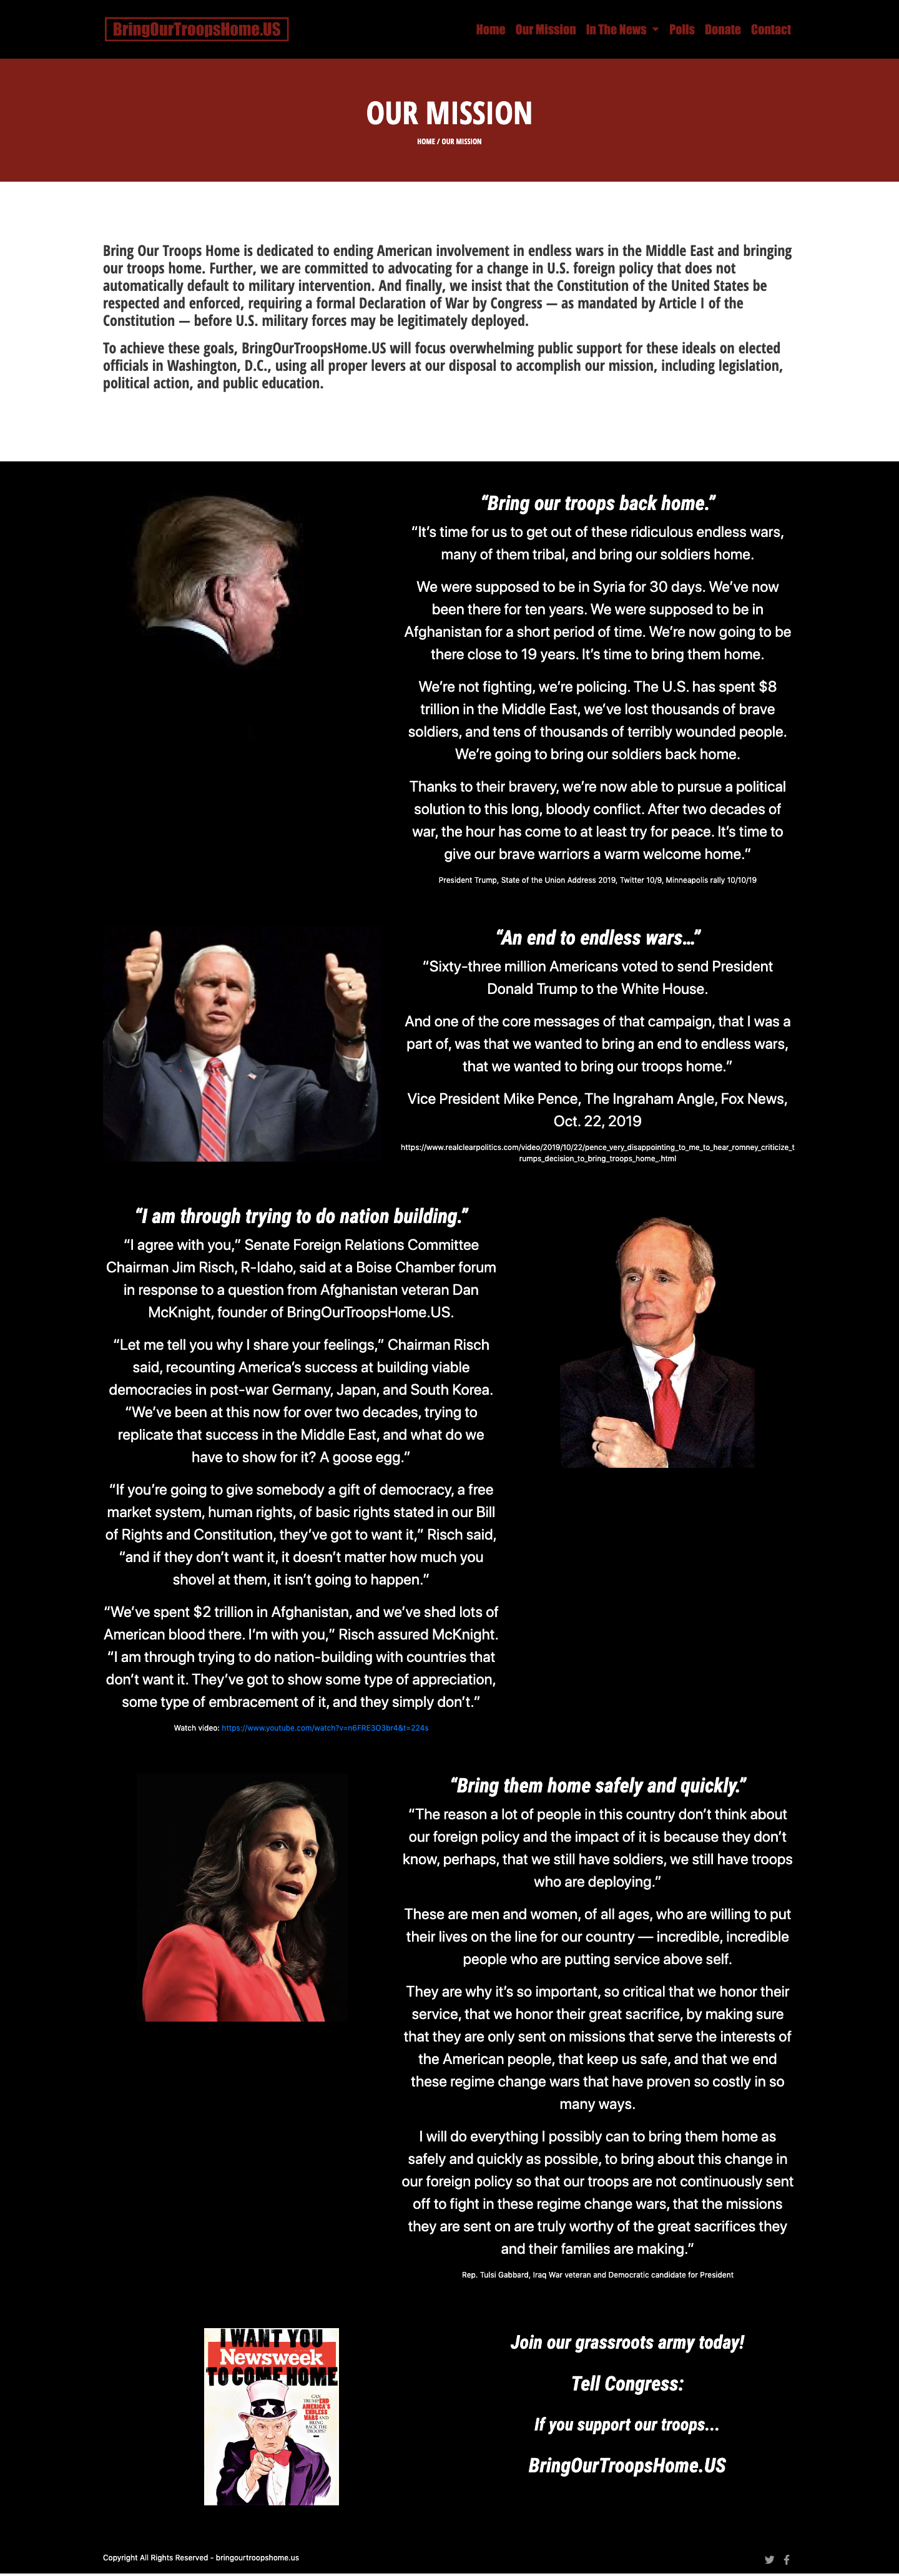 BringOurTroopsHome.US
Home Our Mission In The News Polls Donate Contact
OUR MISSION
HOME / OUR MISSION
Bring Our Troops Home is dedicated to ending American involvement in endless wars in the Middle East and bringing
our troops home. Further, we are committed to advocating for a change in U.S. foreign policy that does not
automatically default to military intervention. And finally, we insist that the Constitution of the United States be
respected and enforced, requiring a formal Declaration of War by Congress — as mandated by Article I of the
Constitution — before U.S. military forces may be legitimately deployed.
To achieve these goals, BringOurTroopsHome.US will focus overwhelming public support for these ideals on elected
officials in Washington, D.C., using all proper levers at our disposal to accomplish our mission, including legislation,
political action, and public education.
“Bring our troops back home.”
“It’s time for us to get out of these ridiculous endless wars,
many of them tribal, and bring our soldiers home.
We were supposed to be in Syria for 30 days. We’ve now
been there for ten years. We were supposed to be in
Afghanistan for a short period of time. We’re now going to be
there close to 19 years. It’s time to bring them home.
We’re not fighting, we’re policing. The U.S. has spent $8
trillion in the Middle East, we’ve lost thousands of brave
soldiers, and tens of thousands of terribly wounded people.
We’re going to bring our soldiers back home.
Thanks to their bravery, we’re now able to pursue a political
solution to this long, bloody conflict. After two decades of
war, the hour has come to at least try for peace. It’s time to
give our brave warriors a warm welcome home.”
President Trump, State of the Union Address 2019, Twitter 10/9, Minneapolis rally 10/10/19
“An end to endless wars…”
“Sixty-three million Americans voted to send President
Donald Trump to the White House.
And one of the core messages of that campaign, that I was a
part of, was that we wanted to bring an end to endless wars,
that we wanted to bring our troops home.”
Vice President Mike Pence, The Ingraham Angle, Fox News,
Oct. 22, 2019
https://www.realclearpolitics.com/video/2019/10/22/pence_very_disappointing_to_me_to_hear_romney_criticize_t
rumps_decision_to_bring_troops_home_.html
“I am through trying to do nation building.”
“I agree with you,” Senate Foreign Relations Committee
Chairman Jim Risch, R-Idaho, said at a Boise Chamber forum
in response to a question from Afghanistan veteran Dan
McKnight, founder of BringOurTroopsHome.US.
“Let me tell you why I share your feelings,” Chairman Risch
said, recounting America’s success at building viable
democracies in post-war Germany, Japan, and South Korea.
“We’ve been at this now for over two decades, trying to
replicate that success in the Middle East, and what do we
have to show for it? A goose egg.”
“If you’re going to give somebody a gift of democracy, a free
market system, human rights, of basic rights stated in our Bill
of Rights and Constitution, they’ve got to want it,” Risch said,
“and if they don’t want it, it doesn’t matter how much you
shovel at them, it isn’t going to happen.”
“We’ve spent $2 trillion in Afghanistan, and we’ve shed lots of
American blood there. I’m with you,” Risch assured McKnight.
“I am through trying to do nation-building with countries that
don’t want it. They’ve got to show some type of appreciation,
some type of embracement of it, and they simply don’t.”
Watch video: https://www.youtube.com/watch?v=n6FRE3O3br4&t=224s
“Bring them home safely and quickly.”
“The reason a lot of people in this country don’t think about
our foreign policy and the impact of it is because they don’t
know, perhaps, that we still have soldiers, we still have troops
who are deploying.”
These are men and women, of all ages, who are willing to put
their lives on the line for our country — incredible, incredible
people who are putting service above self.
They are why it’s so important, so critical that we honor their
service, that we honor their great sacrifice, by making sure
that they are only sent on missions that serve the interests of
the American people, that keep us safe, and that we end
these regime change wars that have proven so costly in so
many ways.
I will do everything I possibly can to bring them home as
safely and quickly as possible, to bring about this change in
our foreign policy so that our troops are not continuously sent
off to fight in these regime change wars, that the missions
they are sent on are truly worthy of the great sacrifices they
and their families are making.”
Rep. Tulsi Gabbard, Iraq War veteran and Democratic candidate for President
I WANT YOU
Newsweek
TO COME HOME
CAN
TRUMP END
AMERICA'S
ENDLESS
WARS AND
BRING
BACK THE
TROOPS?
Join our grassroots army today!
Tell Congress:
If you support our troops…
BringOurTroopsHome.US
Copyright All Rights Reserved - bringourtroopshome.us